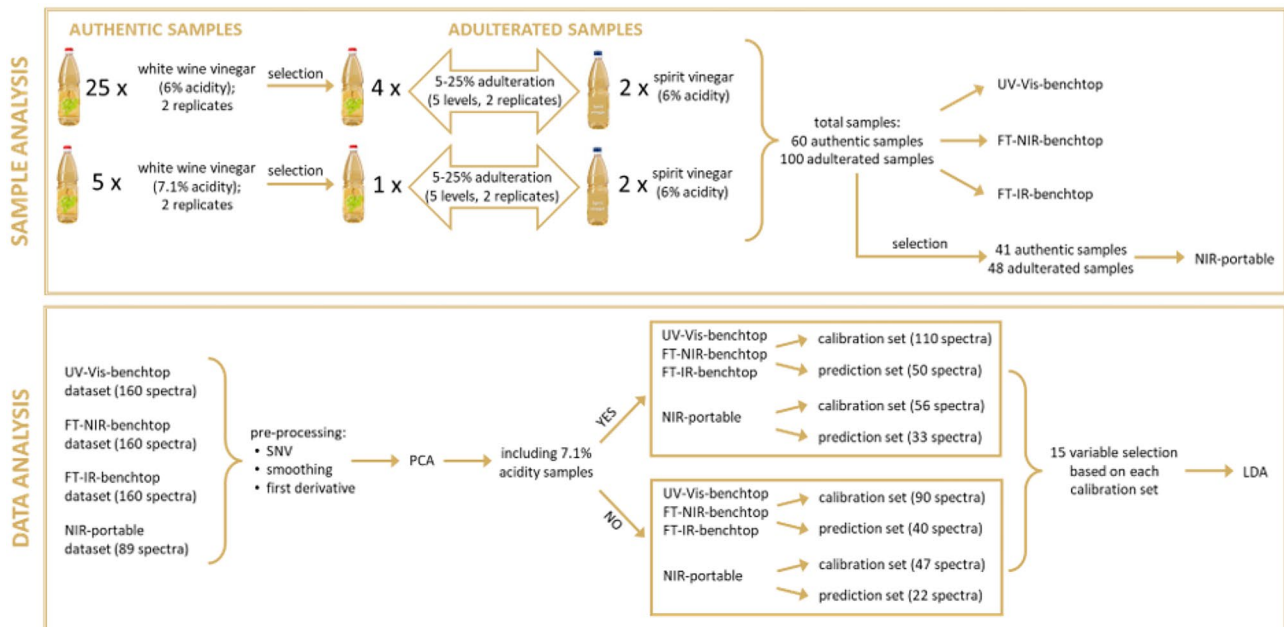 SAMPLE ANALYSIS
AUTHENTIC SAMPLES
ADULTERATED SAMPLES
25 x
white wine vinegar
(6% acidity);
2 replicates
selection
4 x
5-25% adulteration
(5 levels, 2 replicates)
2 x
spirit vinegar
(6% acidity)
5 x
white wine vinegar
(7.1% acidity);
2 replicates
selection
1 x
5-25% adulteration
(5 levels, 2 replicates)
2 x
spirit vinegar
(6% acidity)
total samples:
60 authentic samples
100 adulterated samples
UV-Vis-benchtop
FT-NIR-benchtop
FT-IR-benchtop
selection
41 authentic samples
48 adulterated samples
NIR-portable
DATA ANALYSIS
UV-Vis-benchtop
dataset (160 spectra)
FT-NIR-benchtop
dataset (160 spectra)
FT-IR-benchtop
dataset (160 spectra)
NIR-portable
dataset (89 spectra)
pre-processing:
• SNV
• smoothing
• first derivative
PCA
including 7.1%
acidity samples
YES
UV-Vis-benchtop
FT-NIR-benchtop
FT-IR-benchtop
calibration set (110 spectra)
prediction set (50 spectra)
NIR-portable
calibration set (56 spectra)
prediction set (33 spectra)
NO
UV-Vis-benchtop
FT-NIR-benchtop
FT-IR-benchtop
calibration set (90 spectra)
prediction set (40 spectra)
NIR-portable
calibration set (47 spectra)
prediction set (22 spectra)
15 variable selection
based on each
calibration set
LDA